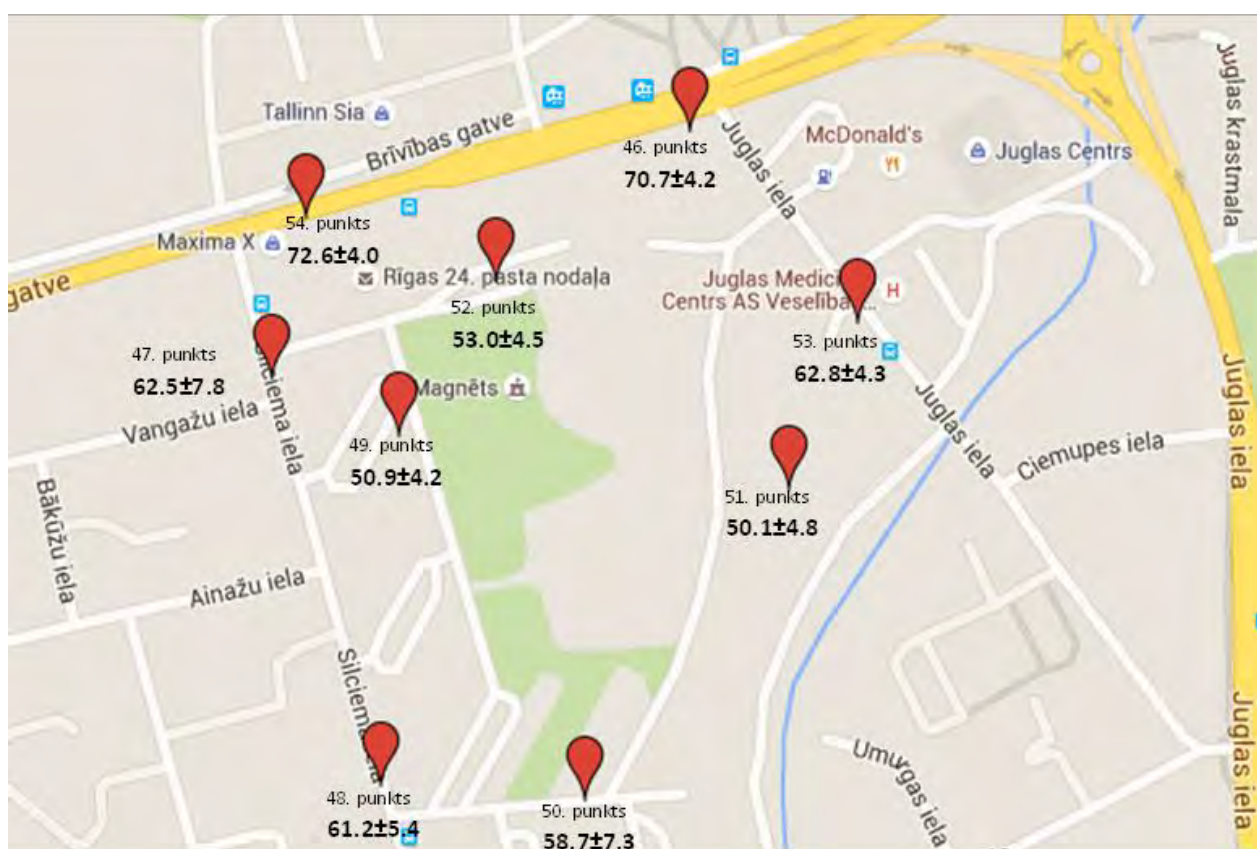 Tallinn Sia
Brīvības gatve
46. punkts
70.7±4.2
Juglas iela
McDonald's
Juglas Centrs
Juglas krastmala
54. punkts
72.6±4.0
Maxima X
gatve
Rīgas 24. pasta nodaļa
52. punkts
53.0±4.5
Juglas Medicī
Centrs AS Veselība
H
53. punkts
62.8±4.3
47. punkts
62.5±7.8
Silciema iela
Vangažu iela
Magnēts
49. punkts
50.9±4.2
Juglas iela
Juglas iela
Ciemupes iela
51. punkts
50.1±4.8
Bākūžu iela
Ainažu iela
Silciema
48. punkts
61.2±5.4
50. punkts
58.7±7.3
Umurgas iela
Juglas iela